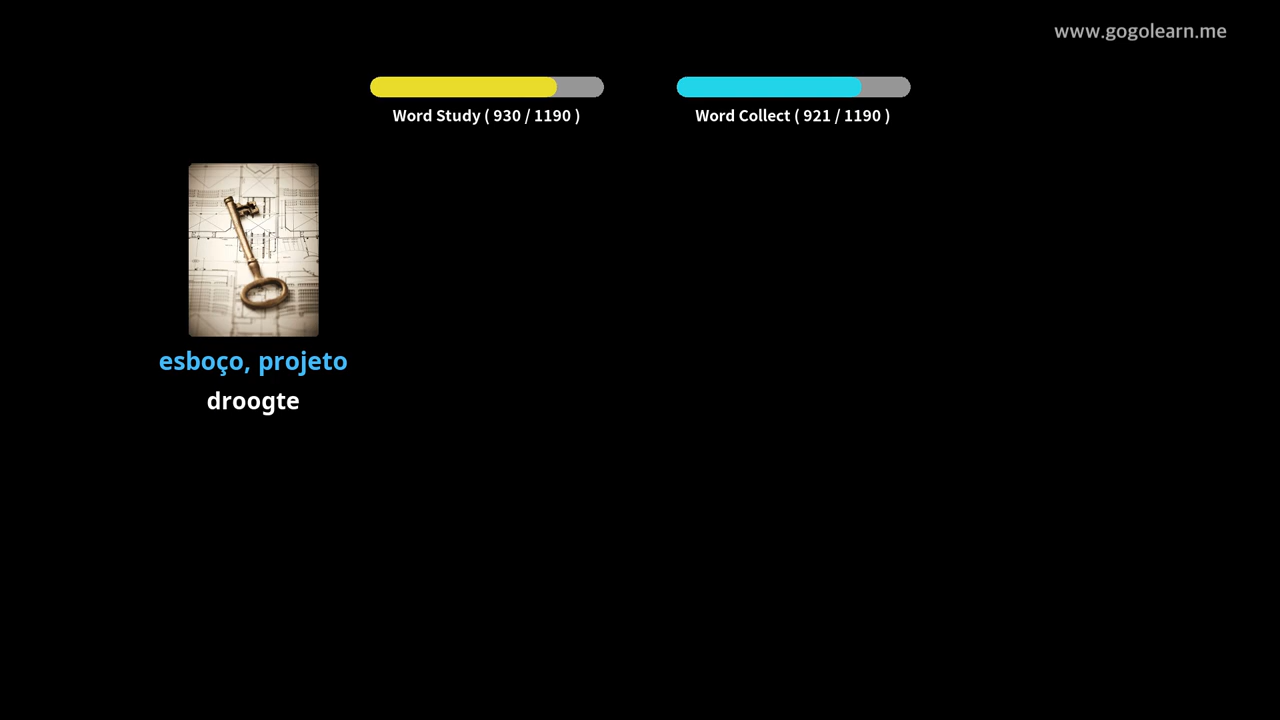 www.gogolearn.me
Word Study ( 930 / 1190 )
Word Collect ( 921 / 1190 )
esboço, projeto
droogte